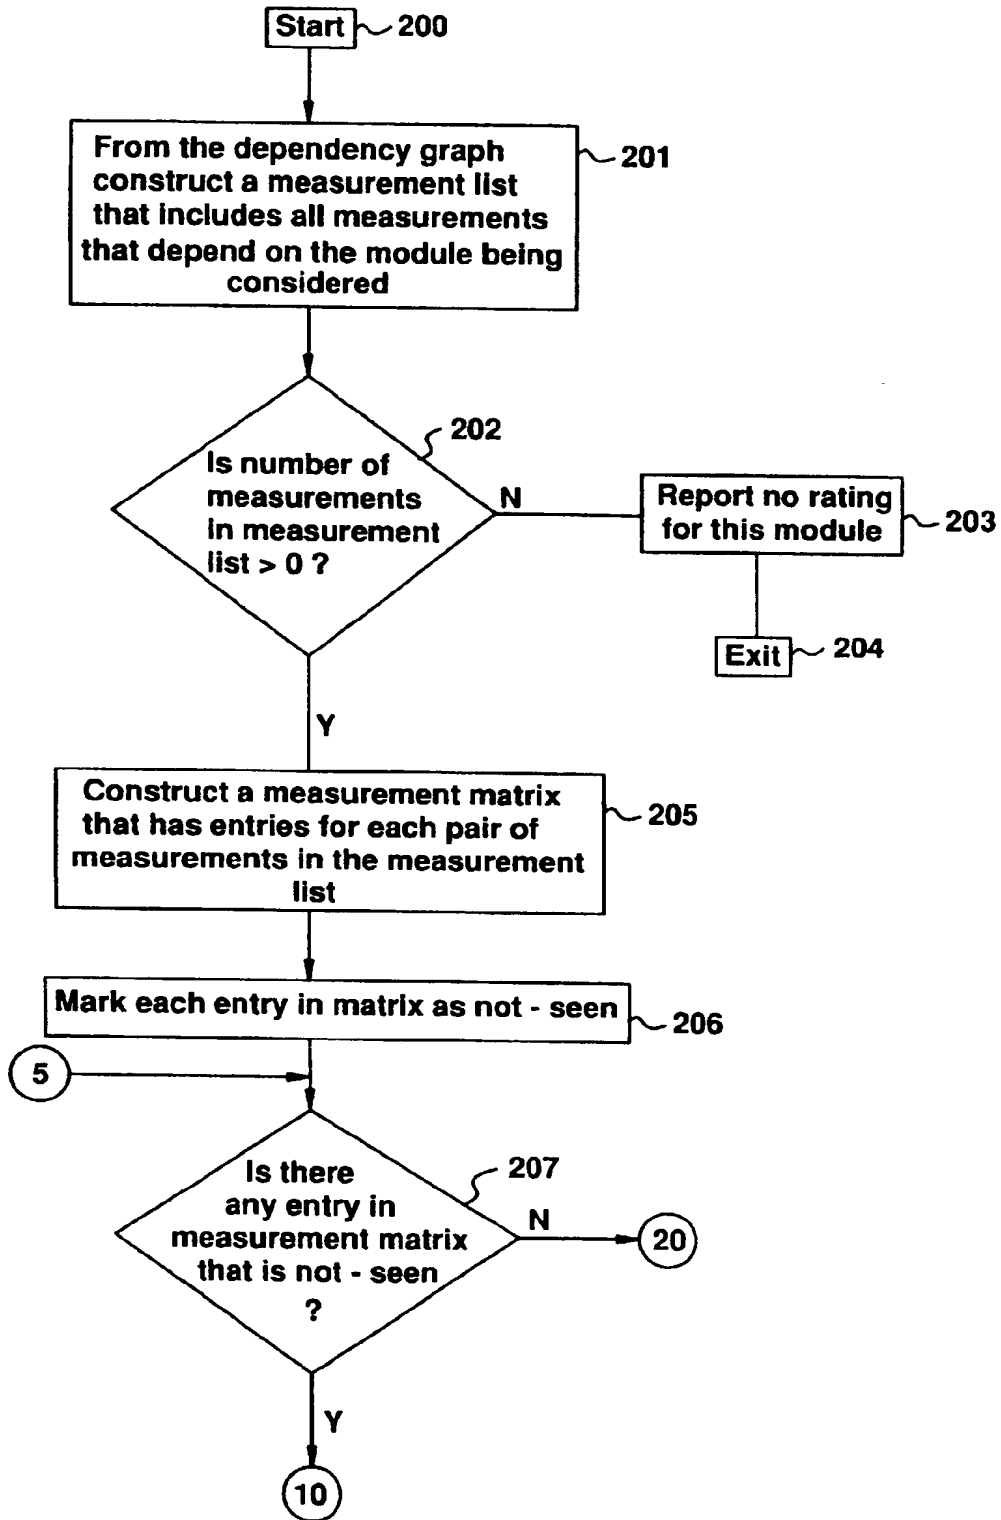 Start
200
From the dependency graph
construct a measurement list
that includes all measurements
that depend on the module being
considered
201
202
Is number of
measurements
in measurement
list > 0 ?
N
Report no rating
for this module
203
Exit
204
Y
Construct a measurement matrix
that has entries for each pair of
measurements in the measurement
list
205
Mark each entry in matrix as not - seen
206
5
207
Is there
any entry in
measurement matrix
that is not - seen
?
N
20
Y
10